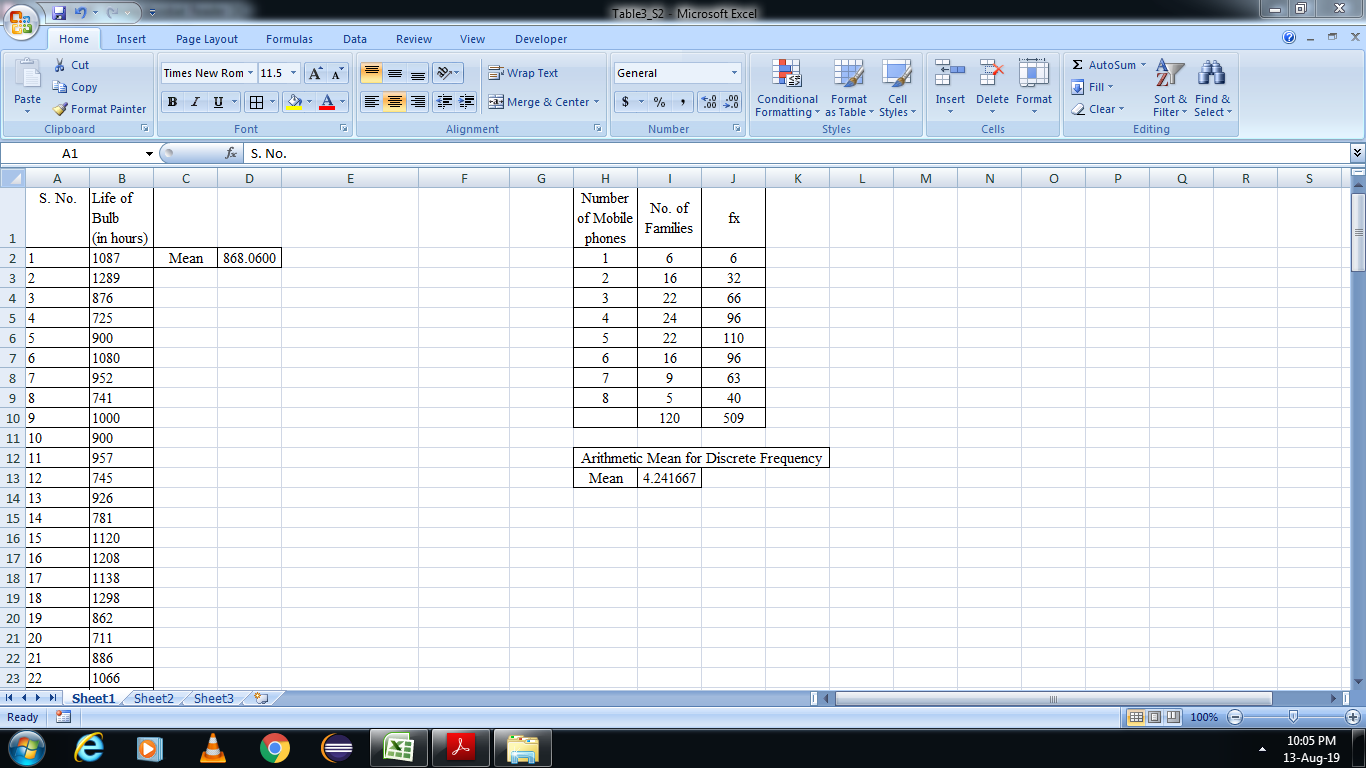 Table3_S2 - Microsoft Excel
Home Insert Page Layout Formulas Data Review View Developer
Paste
Cut
Copy
Format Painter
Clipboard
Times New Rom 11.5 A A
B I U A
Font
Wrap Text
Merge & Center
Alignment
General
$ % , .0 .00 .00 .0
Number
Conditional Formatting
Format as Table
Cell Styles
Styles
Insert Delete Format
Cells
Σ AutoSum
Fill
Clear
Sort & Filter
Find & Select
Editing
A1 fx S. No.
A B C D E F G H I J K L M N O P Q R S
1 S. No. Life of Bulb (in hours) Number of Mobile phones No. of Families fx
2 1 1087 Mean 868.0600 1 6 6
3 2 1289 2 16 32
4 3 876 3 22 66
5 4 725 4 24 96
6 5 900 5 22 110
7 6 1080 6 16 96
8 7 952 7 9 63
9 8 741 8 5 40
10 9 1000 120 509
11 10 900
12 11 957 Arithmetic Mean for Discrete Frequency
13 12 745 Mean 4.241667
14 13 926
15 14 781
16 15 1120
17 16 1208
18 17 1138
19 18 1298
20 19 862
21 20 711
22 21 886
23 22 1066
Sheet1 Sheet2 Sheet3
Ready 100%
10:05 PM
13-Aug-19